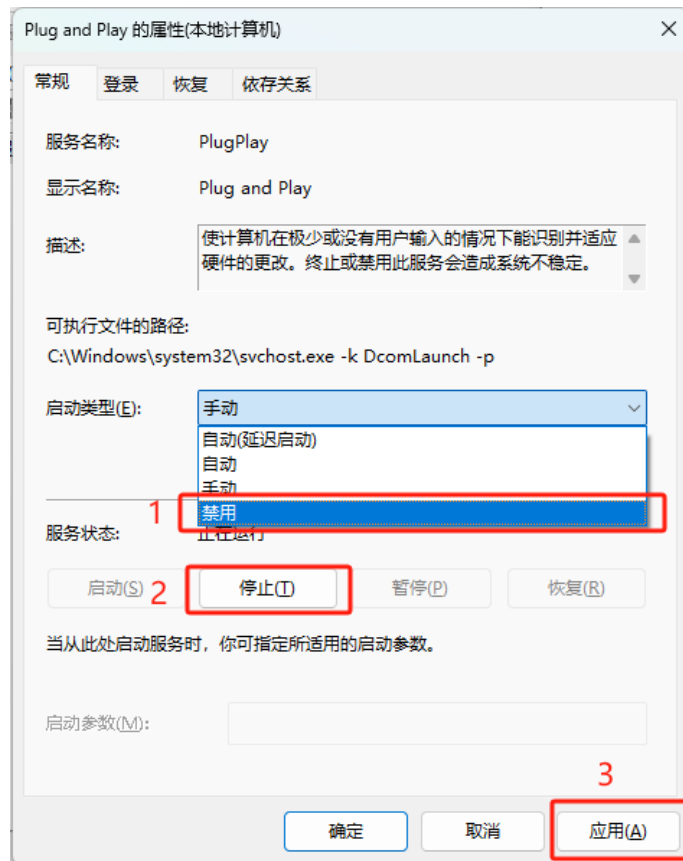 Plug and Play 的属性(本地计算机)
常规 登录 恢复 依存关系
服务名称: PlugPlay
显示名称: Plug and Play
描述: 使计算机在极少或没有用户输入的情况下能识别并适应
硬件的更改。终止或禁用此服务会造成系统不稳定。
可执行文件的路径:
C:\Windows\system32\svchost.exe -k DcomLaunch -p
启动类型(E): 手动
自动(延迟启动)
自动
手动
1 禁用
服务状态: 正在运行
启动(S) 2 停止(T) 暂停(P) 恢复(R)
当从此处启动服务时，你可指定所适用的启动参数。
启动参数(M):
3
确定 取消 应用(A)